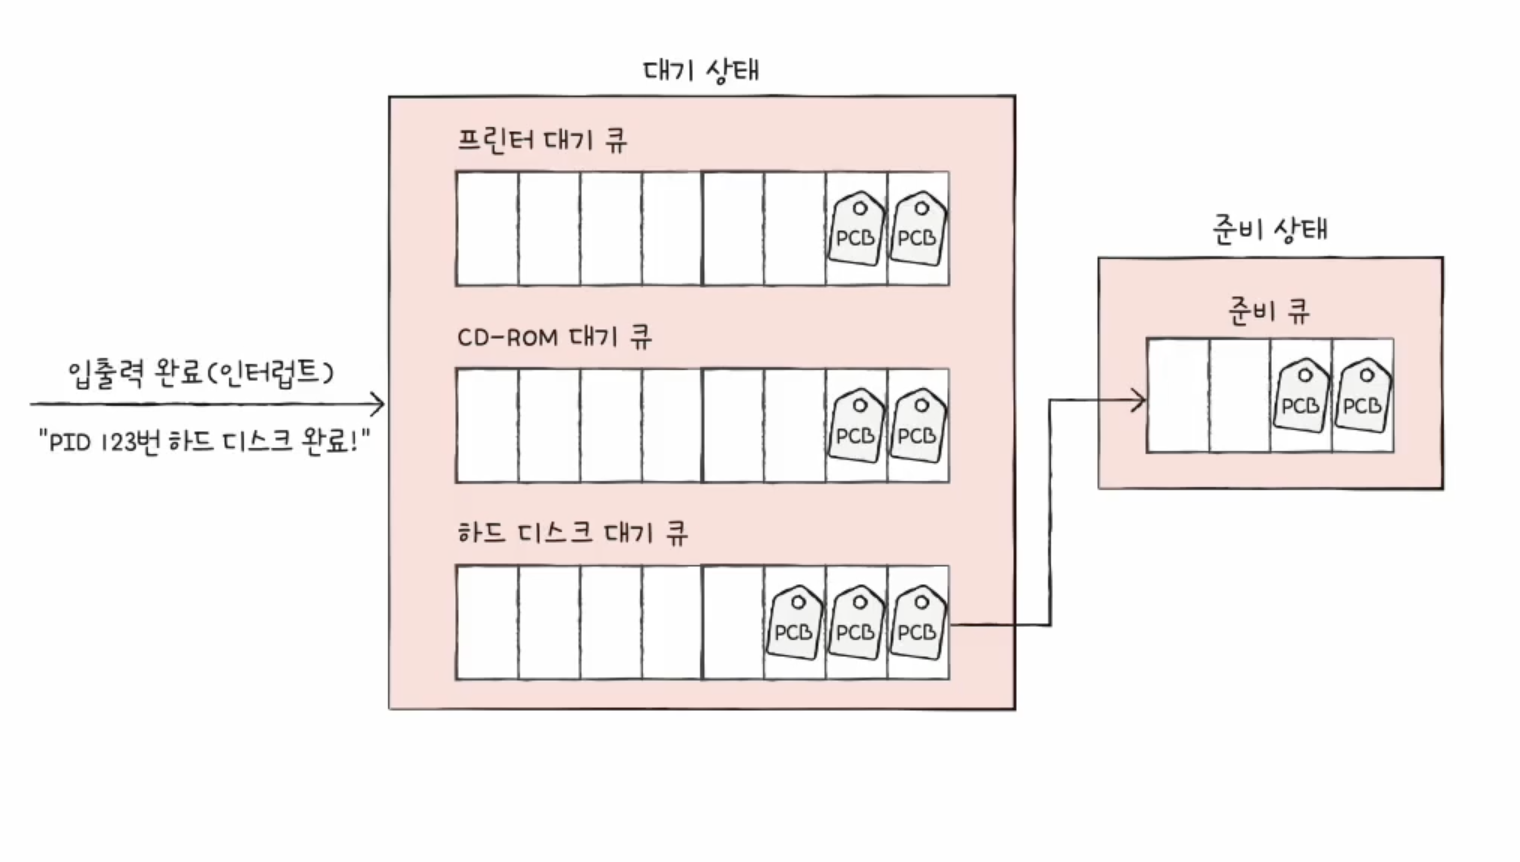 대기 상태
프린터 대기 큐
PCB PCB
준비 상태
준비 큐
CD-ROM 대기 큐
입출력 완료(인터럽트)
PCB PCB
PCB PCB
"PID 123번 하드 디스크 완료!"
하드 디스크 대기 큐
PCB PCB PCB